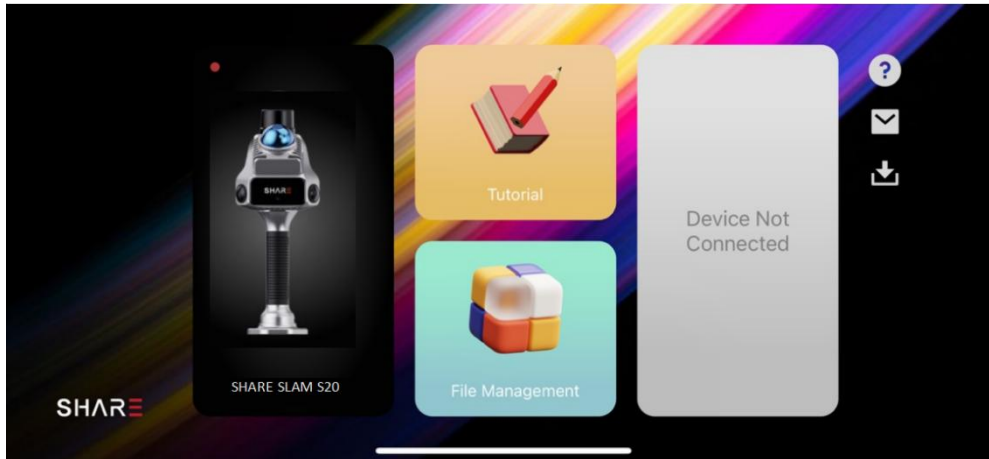 SHARE
SHARE SLAM S20
Tutorial
File Management
Device Not
Connected
?
SHARE